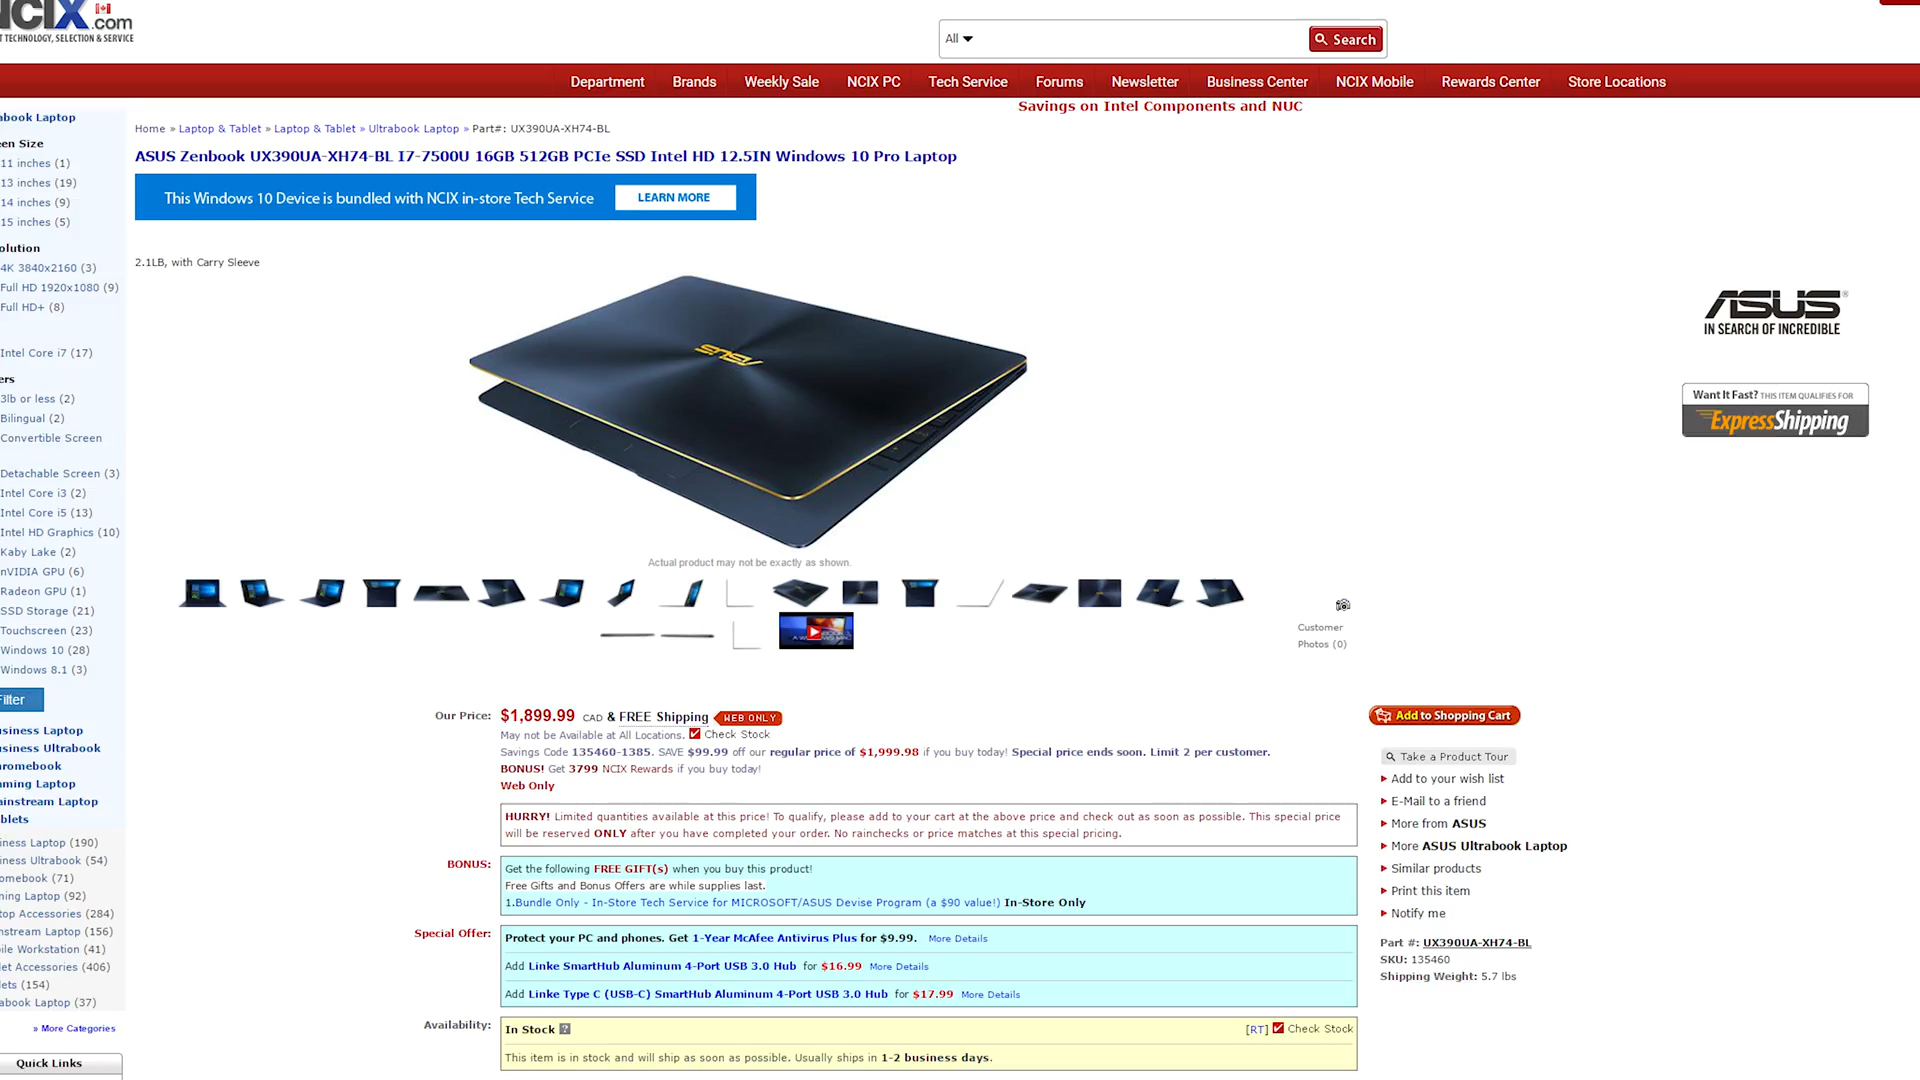 NCIX.com
T TECHNOLOGY, SELECTION & SERVICE
All
Search
Department Brands Weekly Sale NCIX PC Tech Service Forums Newsletter Business Center NCIX Mobile Rewards Center Store Locations
Savings on Intel Components and NUC
Home » Laptop & Tablet » Laptop & Tablet » Ultrabook Laptop » Part#: UX390UA-XH74-BL
ASUS Zenbook UX390UA-XH74-BL I7-7500U 16GB 512GB PCIe SSD Intel HD 12.5IN Windows 10 Pro Laptop
This Windows 10 Device is bundled with NCIX in-store Tech Service LEARN MORE
2.1LB, with Carry Sleeve
ASUS
Actual product may not be exactly as shown.
Customer
Photos (0)
ASUS
IN SEARCH OF INCREDIBLE
Want It Fast? THIS ITEM QUALIFIES FOR
ExpressShipping
book Laptop
en Size
11 inches (1)
13 inches (19)
14 inches (9)
15 inches (5)
olution
4K 3840x2160 (3)
Full HD 1920x1080 (9)
Full HD+ (8)
Intel Core i7 (17)
ers
3lb or less (2)
Bilingual (2)
Convertible Screen
Detachable Screen (3)
Intel Core i3 (2)
Intel Core i5 (13)
Intel HD Graphics (10)
Kaby Lake (2)
nVIDIA GPU (6)
Radeon GPU (1)
SSD Storage (21)
Touchscreen (23)
Windows 10 (28)
Windows 8.1 (3)
Filter
usiness Laptop
usiness Ultrabook
hromebook
aming Laptop
ainstream Laptop
blets
iness Laptop (190)
iness Ultrabook (54)
omebook (71)
ming Laptop (92)
top Accessories (284)
nstream Laptop (156)
ile Workstation (41)
let Accessories (406)
lets (154)
abook Laptop (37)
» More Categories
Quick Links
Our Price: $1,899.99 CAD & FREE Shipping WEB ONLY
May not be Available at All Locations. Check Stock
Savings Code 135460-1385. SAVE $99.99 off our regular price of $1,999.98 if you buy today! Special price ends soon. Limit 2 per customer.
BONUS! Get 3799 NCIX Rewards if you buy today!
Web Only
HURRY! Limited quantities available at this price! To qualify, please add to your cart at the above price and check out as soon as possible. This special price
will be reserved ONLY after you have completed your order. No rainchecks or price matches at this special pricing.
BONUS: Get the following FREE GIFT(s) when you buy this product!
Free Gifts and Bonus Offers are while supplies last.
1.Bundle Only - In-Store Tech Service for MICROSOFT/ASUS Devise Program (a $90 value!) In-Store Only
Special Offer: Protect your PC and phones. Get 1-Year McAfee Antivirus Plus for $9.99. More Details
Add Linke SmartHub Aluminum 4-Port USB 3.0 Hub for $16.99 More Details
Add Linke Type C (USB-C) SmartHub Aluminum 4-Port USB 3.0 Hub for $17.99 More Details
Availability: In Stock ? [RT] Check Stock
This item is in stock and will ship as soon as possible. Usually ships in 1-2 business days.
Add to Shopping Cart
Take a Product Tour
Add to your wish list
E-Mail to a friend
More from ASUS
More ASUS Ultrabook Laptop
Similar products
Print this item
Notify me
Part #: UX390UA-XH74-BL
SKU: 135460
Shipping Weight: 5.7 lbs